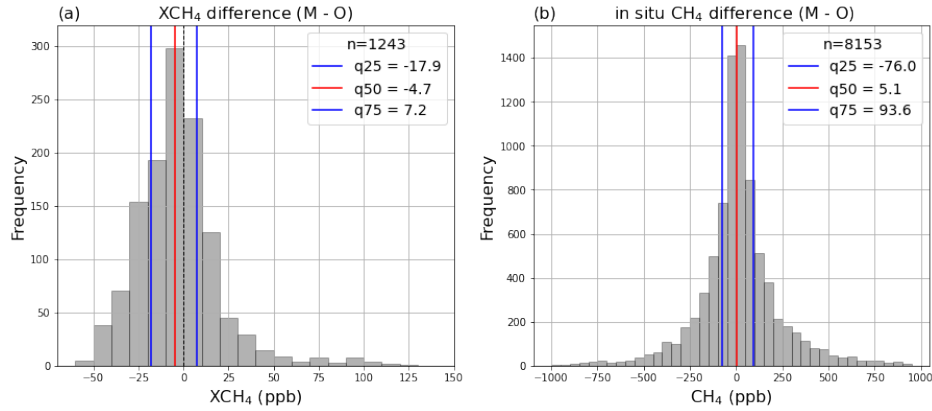 (a) XCH₄ difference (M - O)
n=1243
q25 = -17.9
q50 = -4.7
q75 = 7.2
Frequency
300
250
200
150
100
50
0
−50 −25 0 25 50 75 100 125 150
XCH₄ (ppb)
(b) in situ CH₄ difference (M - O)
n=8153
q25 = -76.0
q50 = 5.1
q75 = 93.6
Frequency
1400
1200
1000
800
600
400
200
0
−1000 −750 −500 −250 0 250 500 750 1000
CH₄ (ppb)